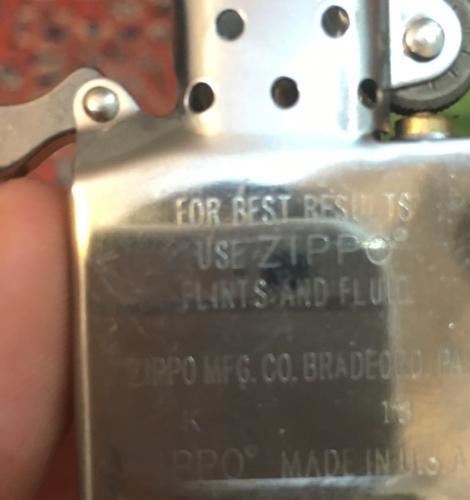 FOR BEST RESULTS
USE ZIPPO®
FLINTS AND FLUID
ZIPPO MFG. CO. BRADFORD, PA.
K
ZIPPO® MADE IN U.S.A